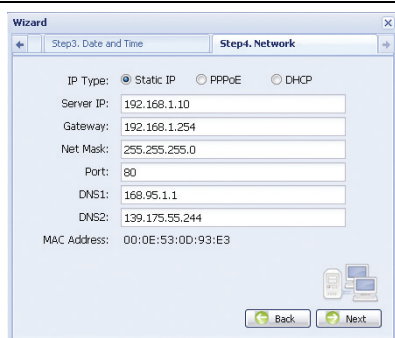 Wizard
Step3. Date and Time Step4. Network
IP Type: Static IP PPPoE DHCP
Server IP: 192.168.1.10
Gateway: 192.168.1.254
Net Mask: 255.255.255.0
Port: 80
DNS1: 168.95.1.1
DNS2: 139.175.55.244
MAC Address: 00:0E:53:0D:93:E3
Back Next